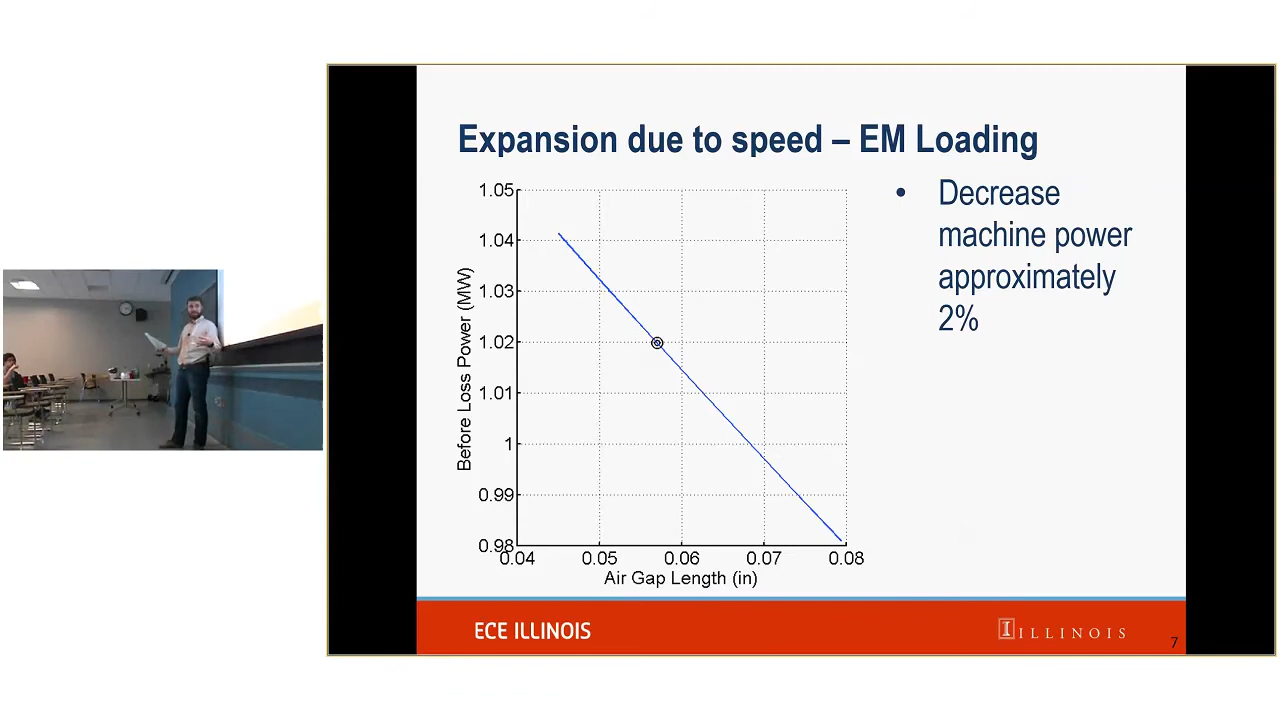 Expansion due to speed – EM Loading
1.05
1.04
1.03
1.02
1.01
1
0.99
0.98
Before Loss Power (MW)
0.04
0.05
0.06
0.07
0.08
Air Gap Length (in)
• Decrease
machine power
approximately
2%
ECE ILLINOIS
I ILLINOIS
7